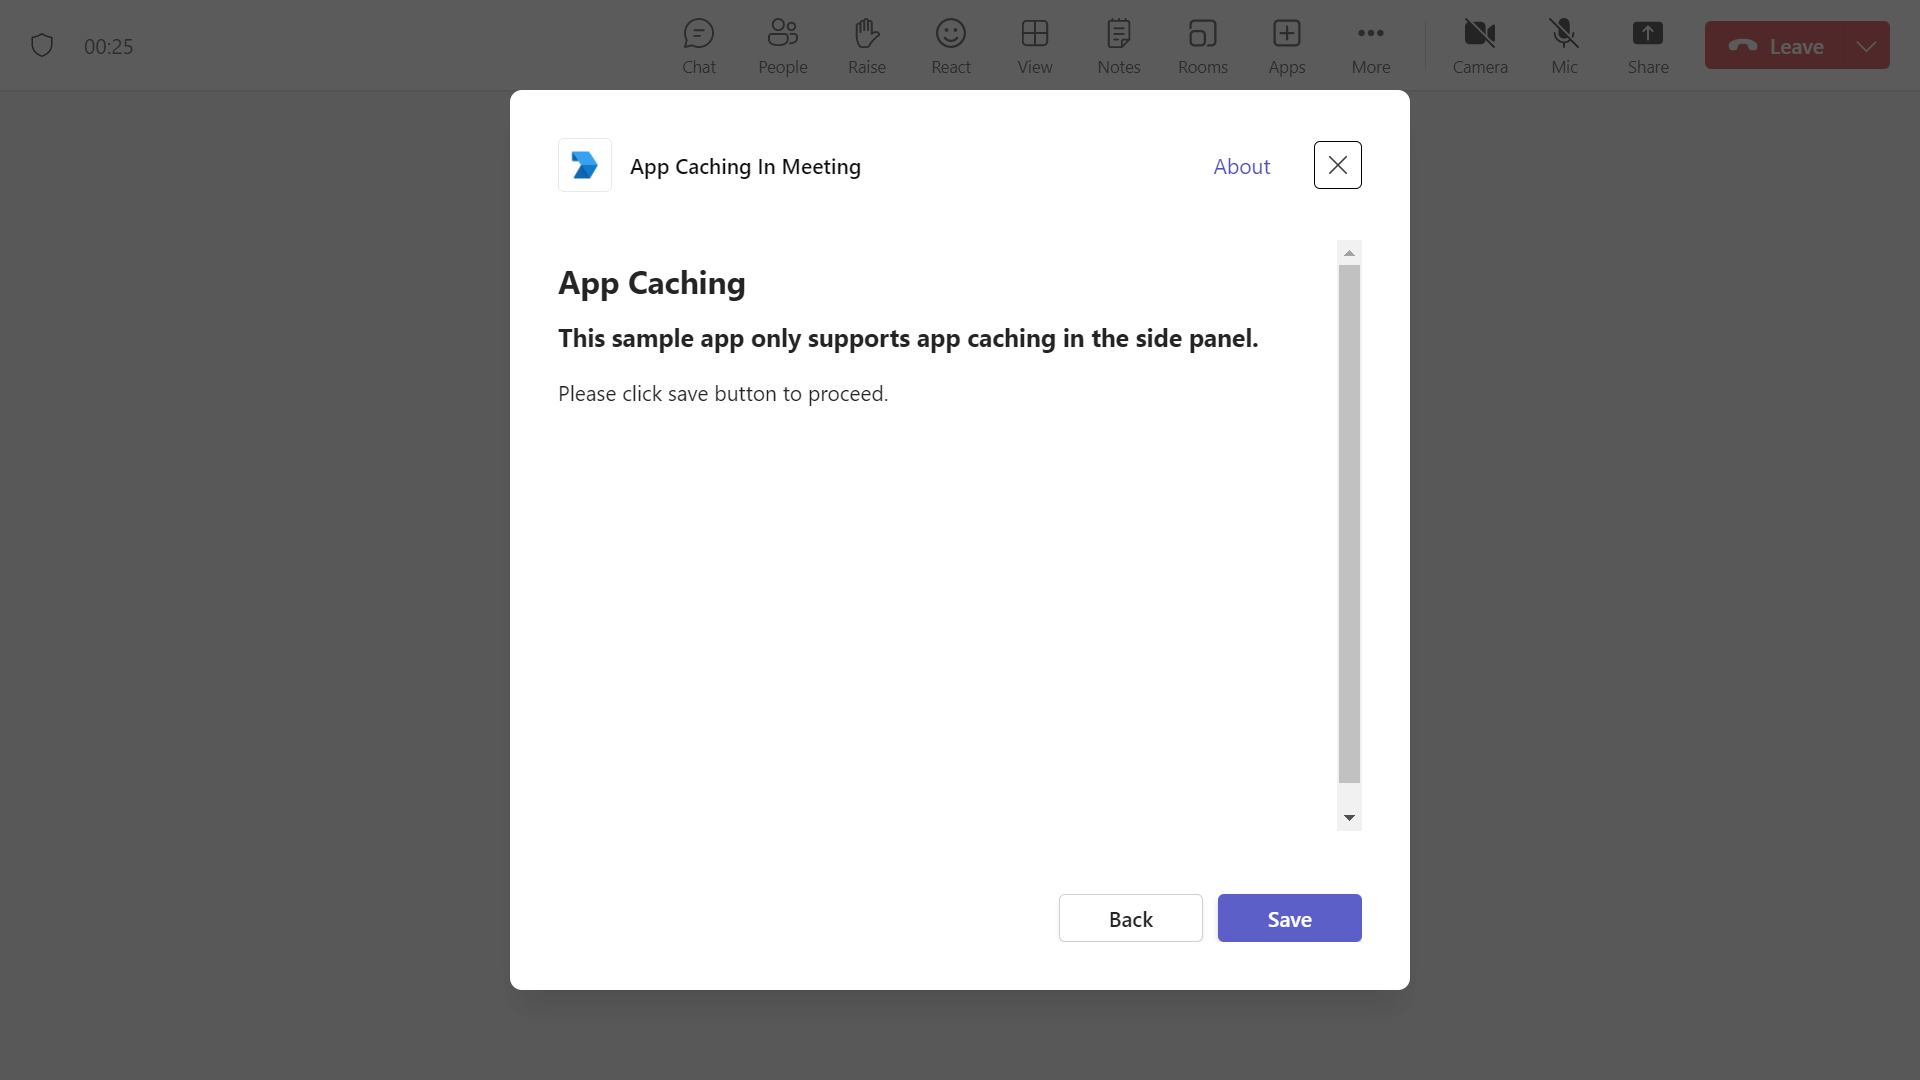 00:25
Chat
People
Raise
React
View
Notes
Rooms
Apps
More
Camera
Mic
Share
Leave
App Caching In Meeting
About
App Caching
This sample app only supports app caching in the side panel.
Please click save button to proceed.
Back
Save